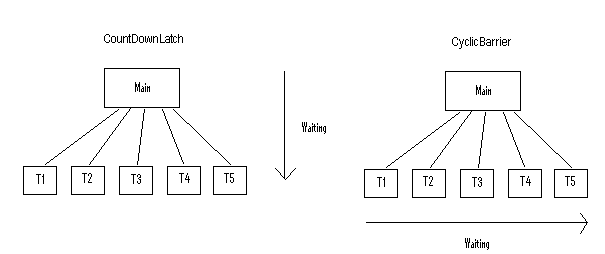 CountDownLatch
Main
Waiting
T1 T2 T3 T4 T5
CyclicBarrier
Main
T1 T2 T3 T4 T5
Waiting